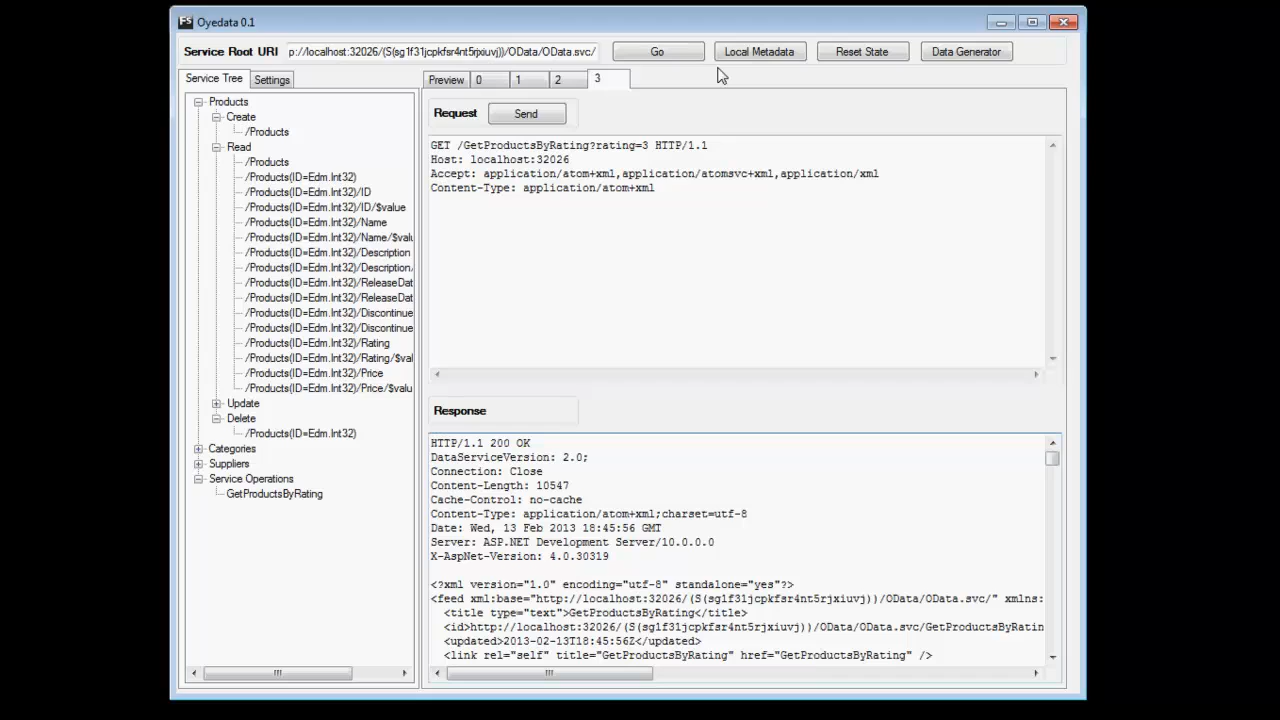 FS Oyedata 0.1
Service Root URI p://localhost:32026/(S(sg1f31jcpkfsr4nt5rjxiuvj))/OData/OData.svc/ Go Local Metadata Reset State Data Generator
Service Tree Settings
Preview 0 1 2 3
Products
Create
/Products
Read
/Products
/Products(ID=Edm.Int32)
/Products(ID=Edm.Int32)/ID
/Products(ID=Edm.Int32)/ID/$value
/Products(ID=Edm.Int32)/Name
/Products(ID=Edm.Int32)/Name/$valu
/Products(ID=Edm.Int32)/Description
/Products(ID=Edm.Int32)/Description/
/Products(ID=Edm.Int32)/ReleaseDat
/Products(ID=Edm.Int32)/ReleaseDat
/Products(ID=Edm.Int32)/Discontinue
/Products(ID=Edm.Int32)/Discontinue
/Products(ID=Edm.Int32)/Rating
/Products(ID=Edm.Int32)/Rating/$val
/Products(ID=Edm.Int32)/Price
/Products(ID=Edm.Int32)/Price/$valu
Update
Delete
/Products(ID=Edm.Int32)
Categories
Suppliers
Service Operations
GetProductsByRating
Request Send
GET /GetProductsByRating?rating=3 HTTP/1.1
Host: localhost:32026
Accept: application/atom+xml,application/atomsvc+xml,application/xml
Content-Type: application/atom+xml
Response
HTTP/1.1 200 OK
DataServiceVersion: 2.0;
Connection: Close
Content-Length: 10547
Cache-Control: no-cache
Content-Type: application/atom+xml;charset=utf-8
Date: Wed, 13 Feb 2013 18:45:56 GMT
Server: ASP.NET Development Server/10.0.0.0
X-AspNet-Version: 4.0.30319
<?xml version="1.0" encoding="utf-8" standalone="yes"?>
<feed xml:base="http://localhost:32026/(S(sg1f31jcpkfsr4nt5rjxiuvj))/OData/OData.svc/" xmlns:
<title type="text">GetProductsByRating</title>
<id>http://localhost:32026/(S(sg1f31jcpkfsr4nt5rjxiuvj))/OData/OData.svc/GetProductsByRatin
<updated>2013-02-13T18:45:56Z</updated>
<link rel="self" title="GetProductsByRating" href="GetProductsByRating" />